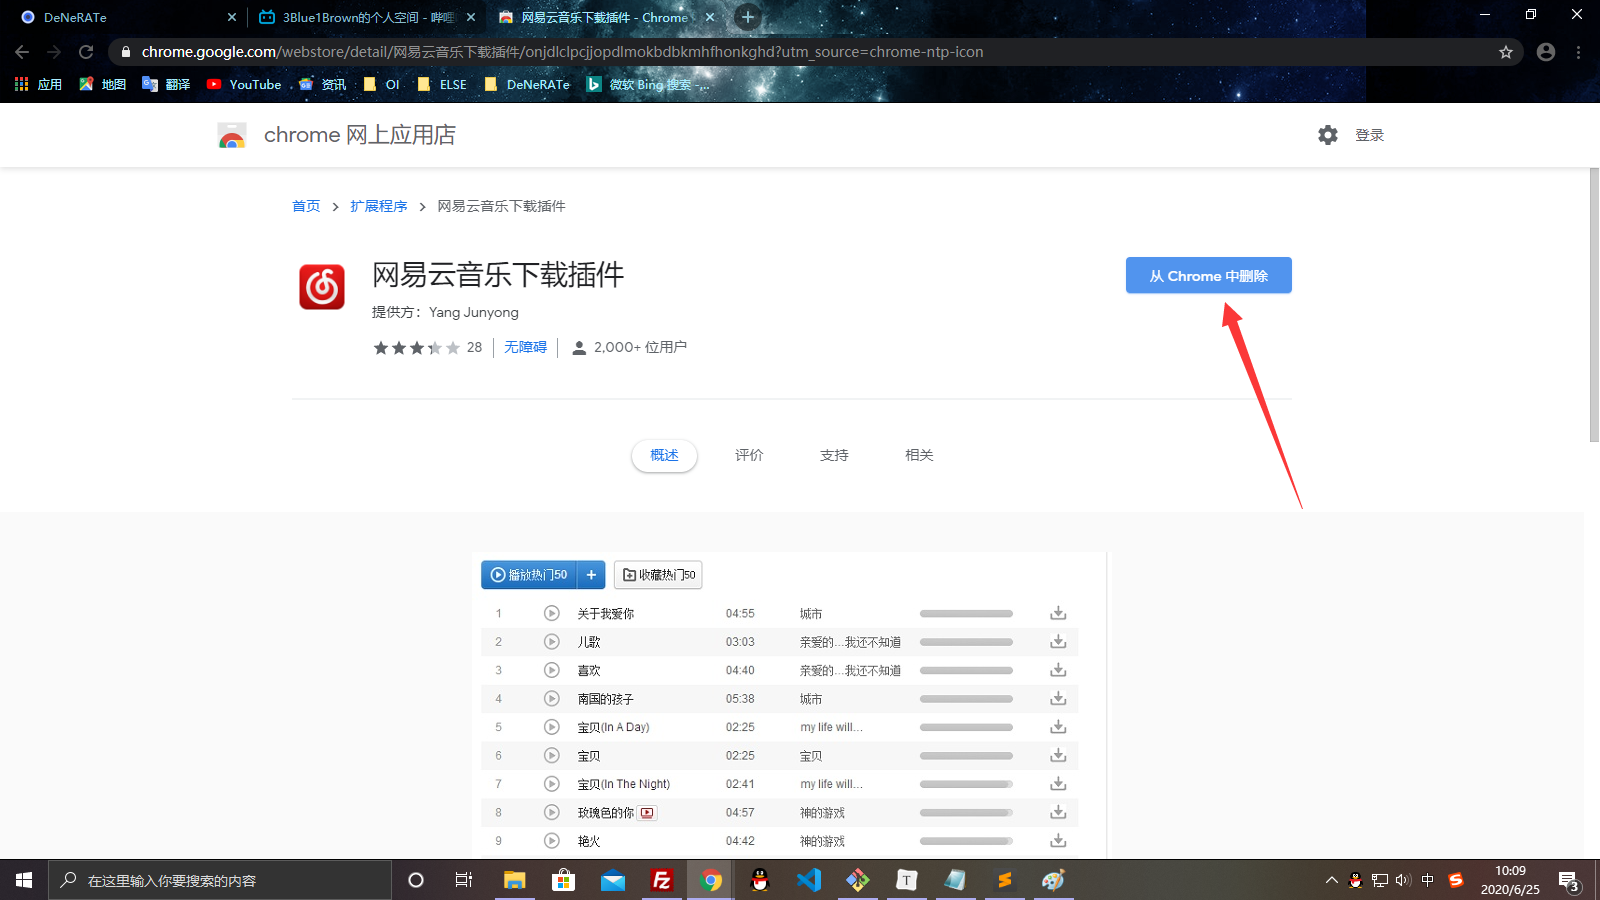 DeNeRATe
3Blue1Brown的个人空间 - 哔哩
网易云音乐下载插件 - Chrome
chrome.google.com/webstore/detail/网易云音乐下载插件/onjdlclpcjjopdlmokbdbkmhfhonkghd?utm_source=chrome-ntp-icon
应用 地图 翻译 YouTube 资讯 OI ELSE DeNeRATe 微软 Bing 搜索 -...
chrome 网上应用店
登录
首页 > 扩展程序 > 网易云音乐下载插件
网易云音乐下载插件
从 Chrome 中删除
提供方：Yang Junyong
28 无障碍 2,000+ 位用户
概述 评价 支持 相关
播放热门50 + 收藏热门50
1 关于我爱你 04:55 城市
2 儿歌 03:03 亲爱的...我还不知道
3 喜欢 04:40 亲爱的...我还不知道
4 南国的孩子 05:38 城市
5 宝贝(In A Day) 02:25 my life will...
6 宝贝 02:25 宝贝
7 宝贝(In The Night) 02:41 my life will...
8 玫瑰色的你 04:57 神的游戏
9 艳火 04:42 神的游戏
在这里输入你要搜索的内容
中
10:09
2020/6/25
3